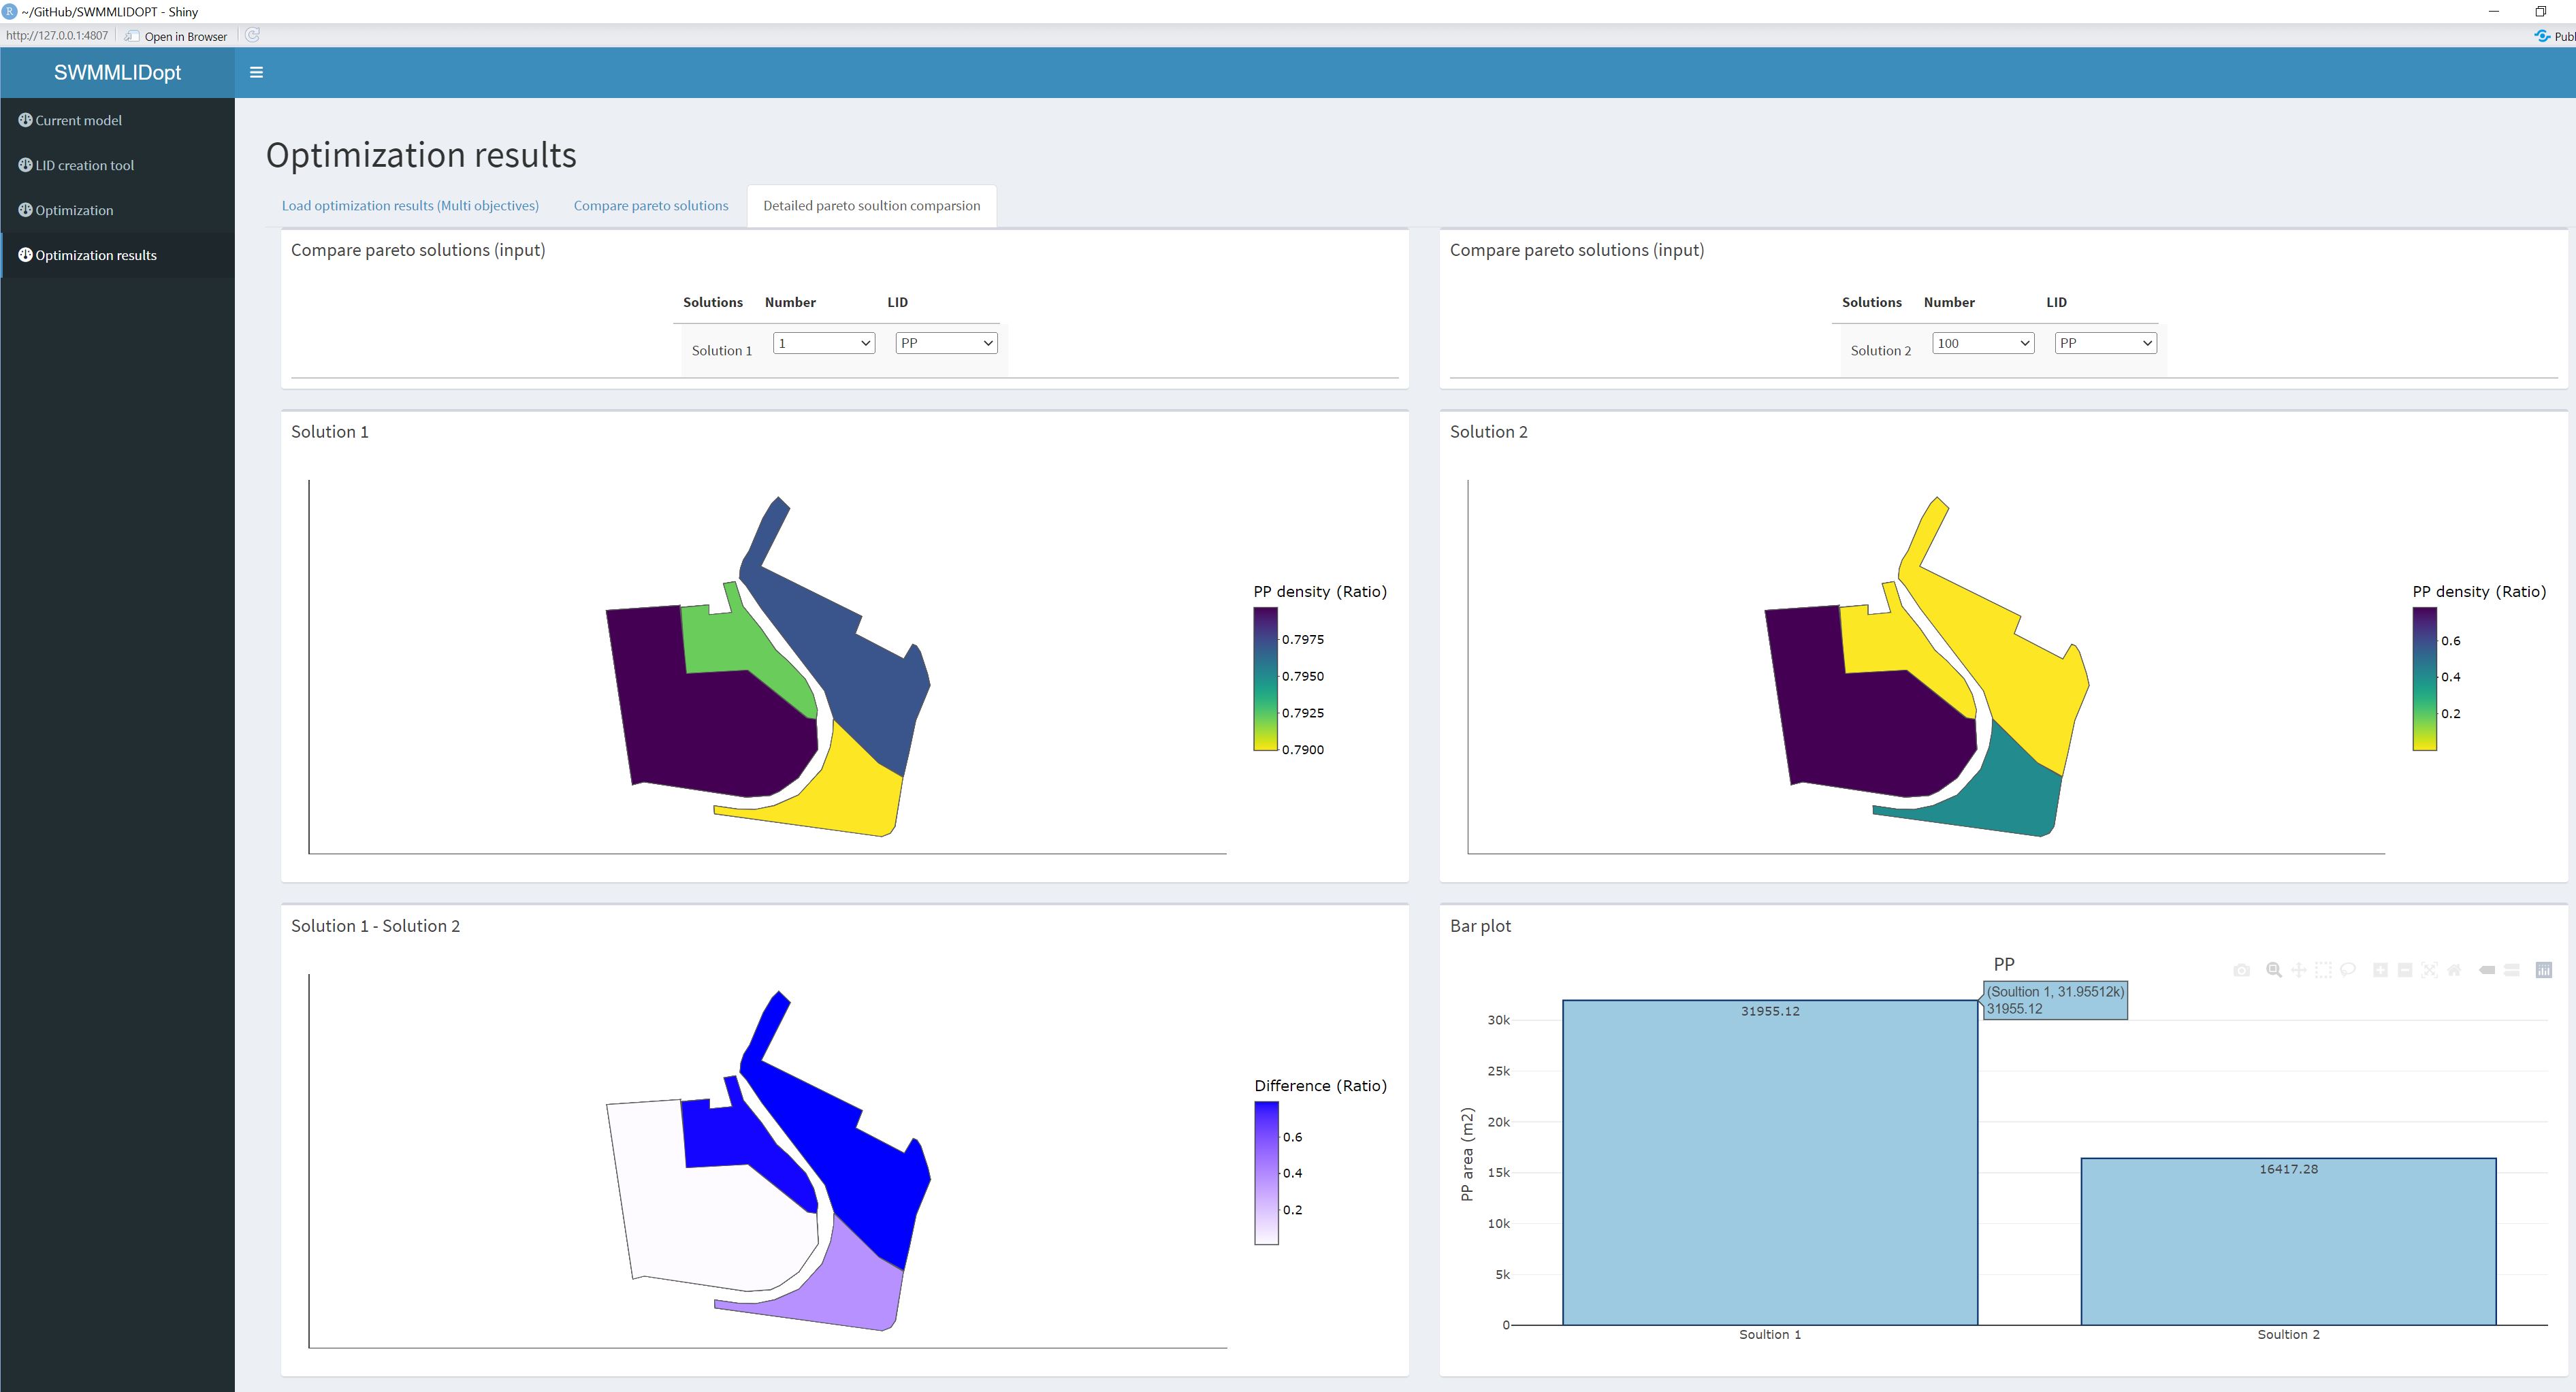 R ~/GitHub/SWMMLIDOPT - Shiny
http://127.0.0.1:4807 Open in Browser Publ
SWMMLIDopt
Current model
LID creation tool
Optimization
Optimization results
Optimization results
Load optimization results (Multi objectives) Compare pareto solutions Detailed pareto soultion comparsion
Compare pareto solutions (input)
Solutions Number LID
Solution 1 1 PP
Compare pareto solutions (input)
Solutions Number LID
Solution 2 100 PP
Solution 1
PP density (Ratio)
0.7975
0.7950
0.7925
0.7900
Solution 2
PP density (Ratio)
0.6
0.4
0.2
Solution 1 - Solution 2
Difference (Ratio)
0.6
0.4
0.2
Bar plot
PP
(Soultion 1, 31.95512k)
31955.12
31955.12
16417.28
PP area (m2)
30k
25k
20k
15k
10k
5k
0
Soultion 1 Soultion 2